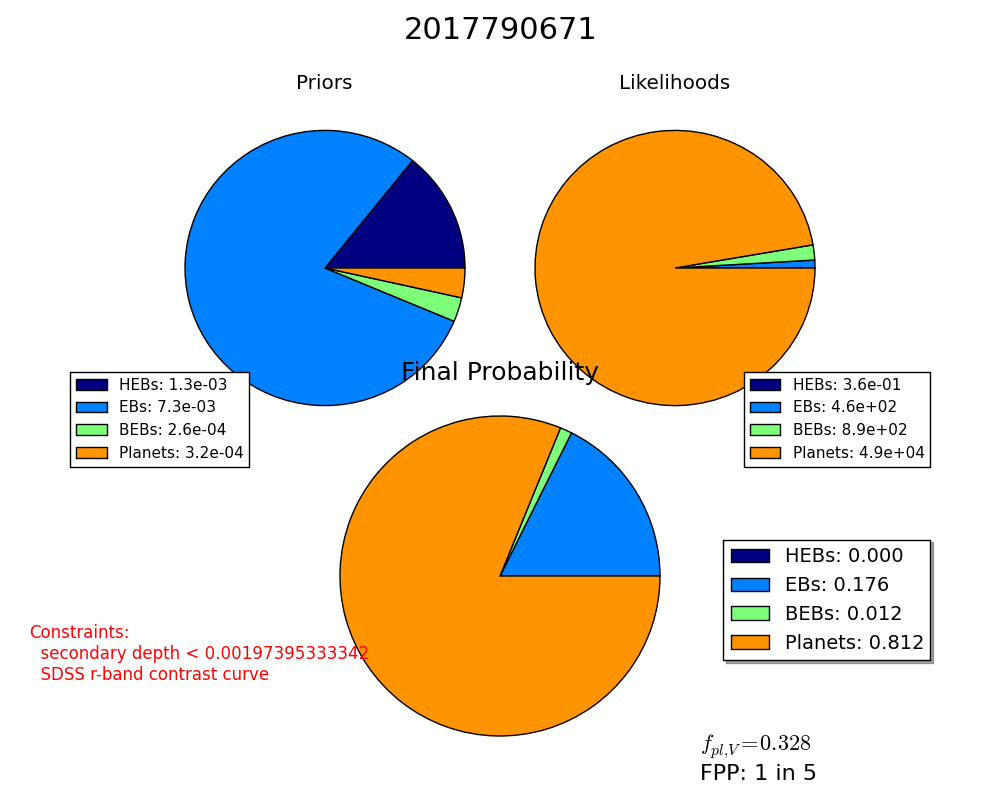 2017790671
Priors
Likelihoods
HEBs: 1.3e-03
EBs: 7.3e-03
BEBs: 2.6e-04
Planets: 3.2e-04
HEBs: 3.6e-01
EBs: 4.6e+02
BEBs: 8.9e+02
Planets: 4.9e+04
Final Probability
HEBs: 0.000
EBs: 0.176
BEBs: 0.012
Planets: 0.812
Constraints:
secondary depth < 0.00197395333342
SDSS r-band contrast curve
f_{pl,V}=0.328
FPP: 1 in 5